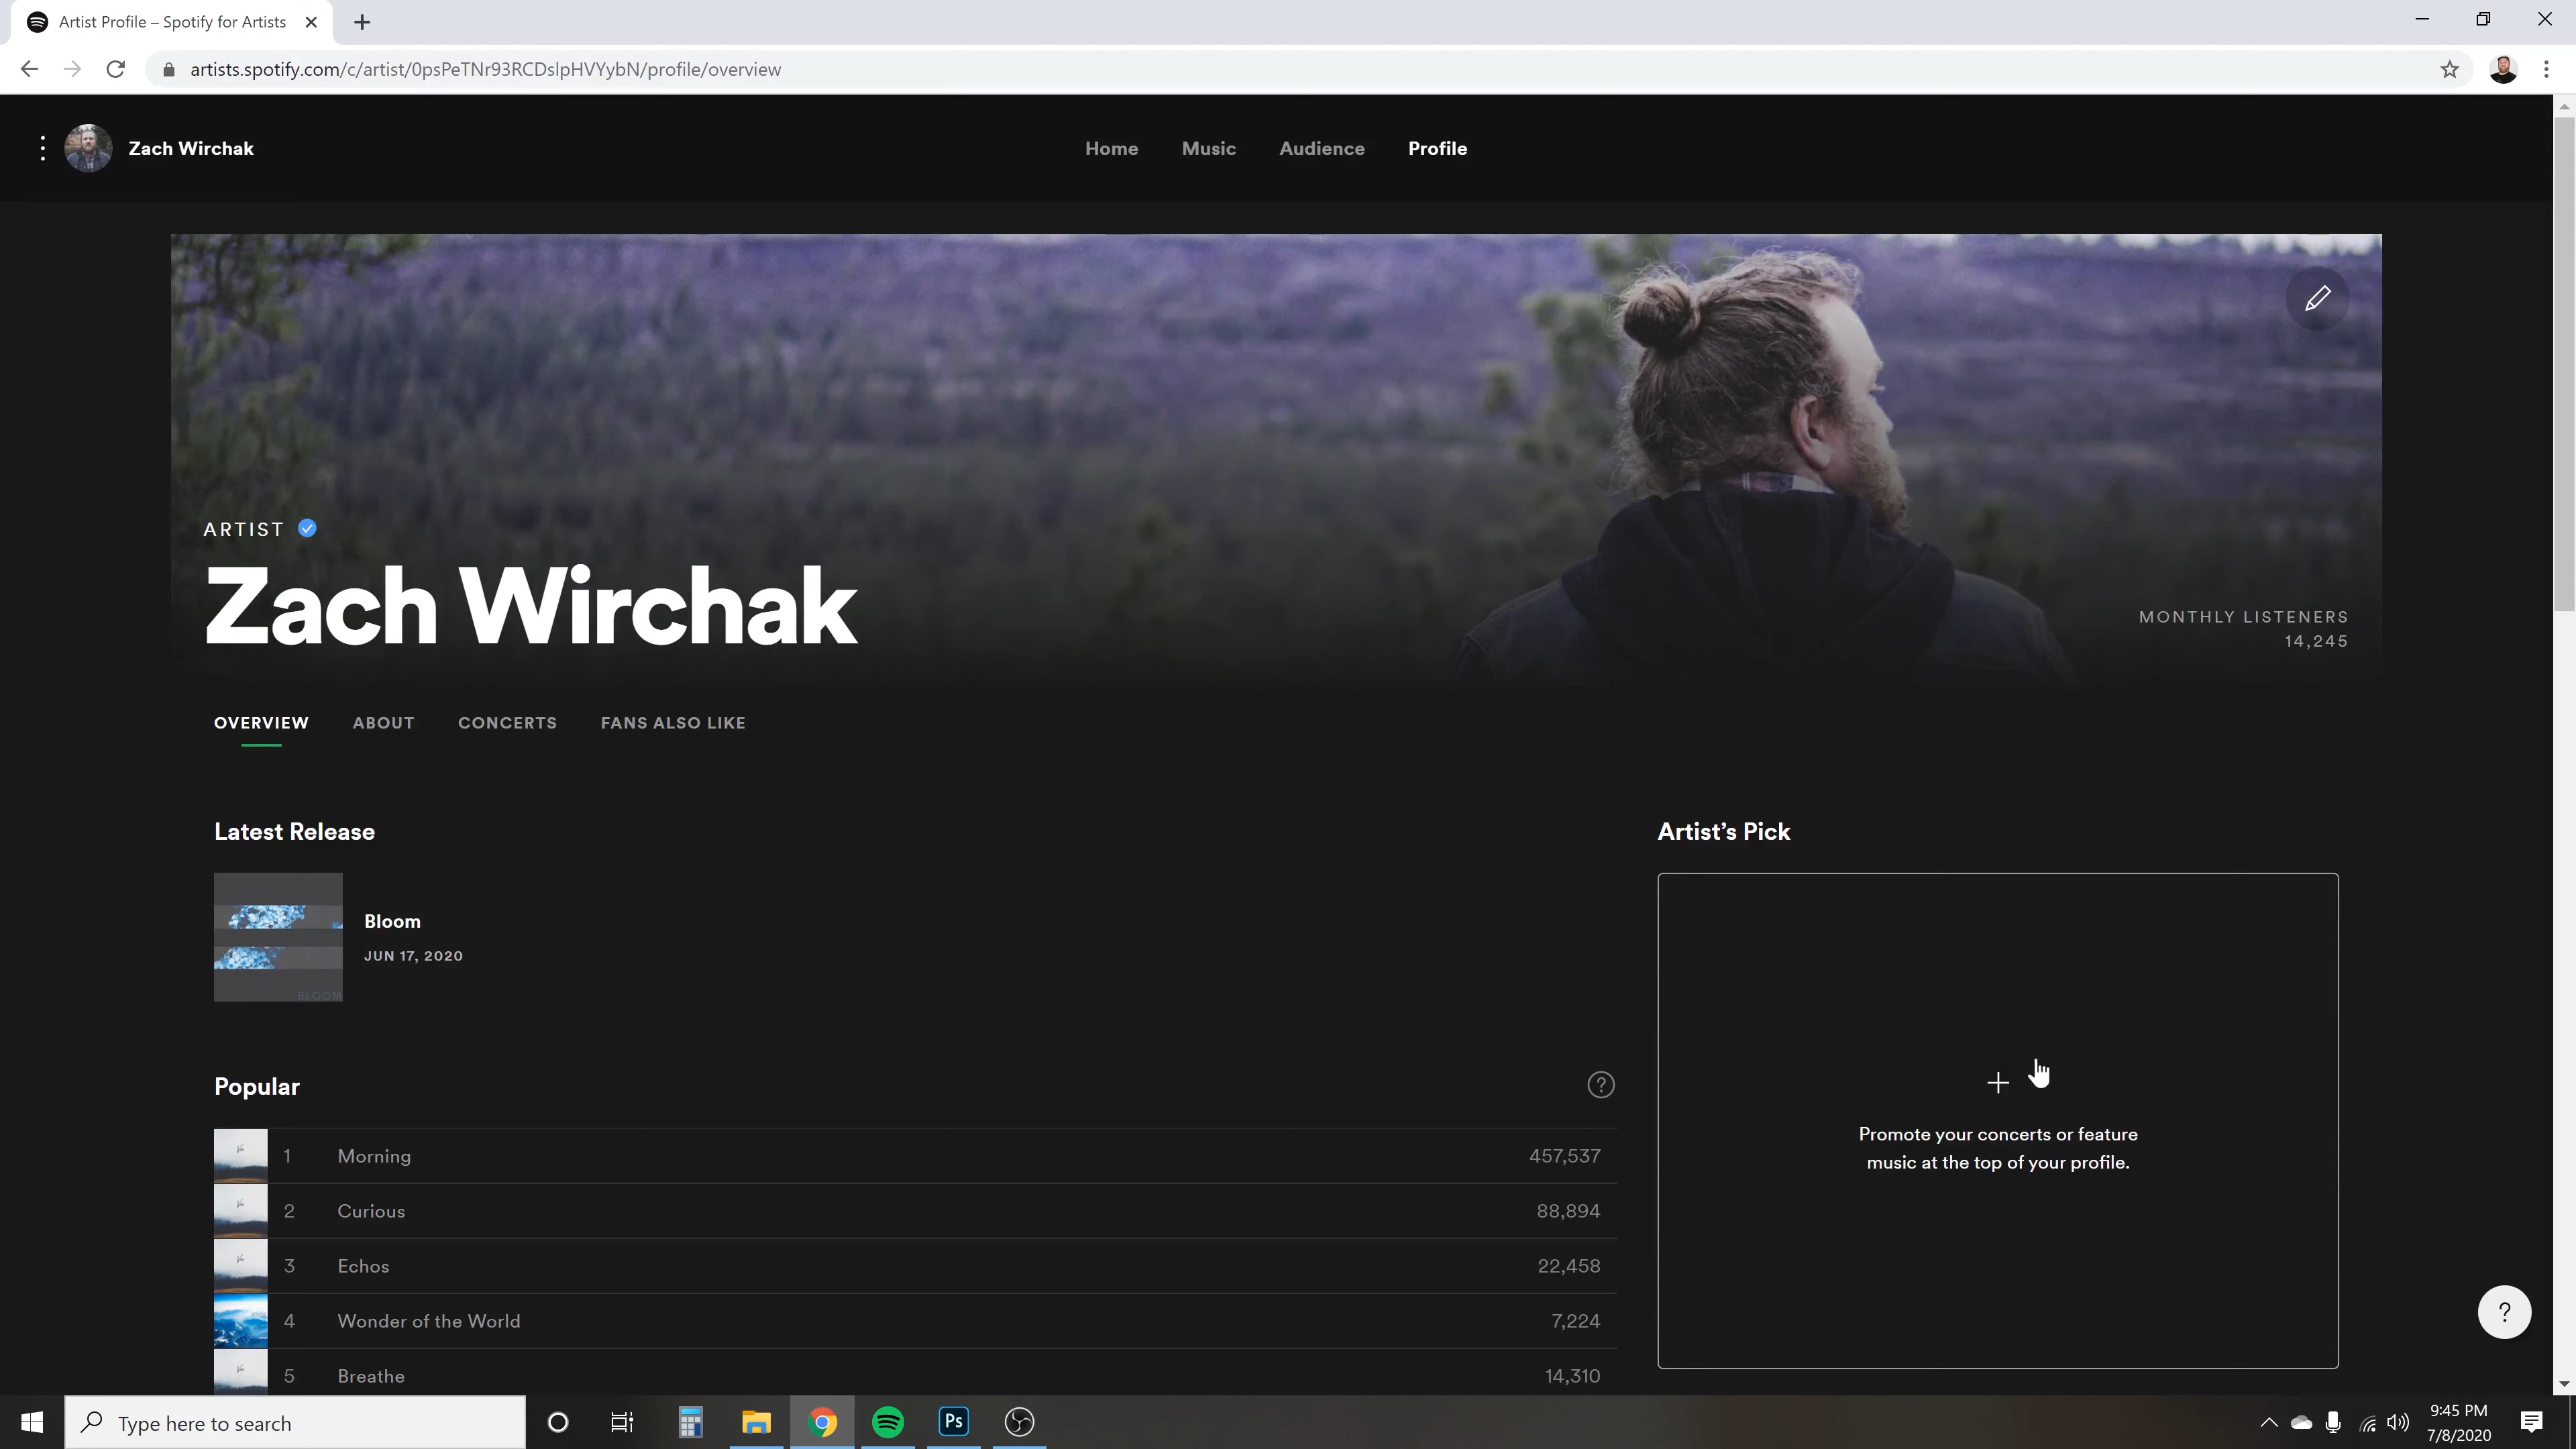 Artist Profile – Spotify for Artists
artists.spotify.com/c/artist/0psPeTNr93RCDslpHVYybN/profile/overview
Zach Wirchak
Home Music Audience Profile
ARTIST
Zach Wirchak
MONTHLY LISTENERS
14,245
OVERVIEW ABOUT CONCERTS FANS ALSO LIKE
Latest Release
Bloom
JUN 17, 2020
BLOOM
Artist's Pick
Promote your concerts or feature
music at the top of your profile.
Popular
?
1 Morning 457,537
2 Curious 88,894
3 Echos 22,458
4 Wonder of the World 7,224
5 Breathe 14,310
?
Type here to search
Ps
9:45 PM
7/8/2020